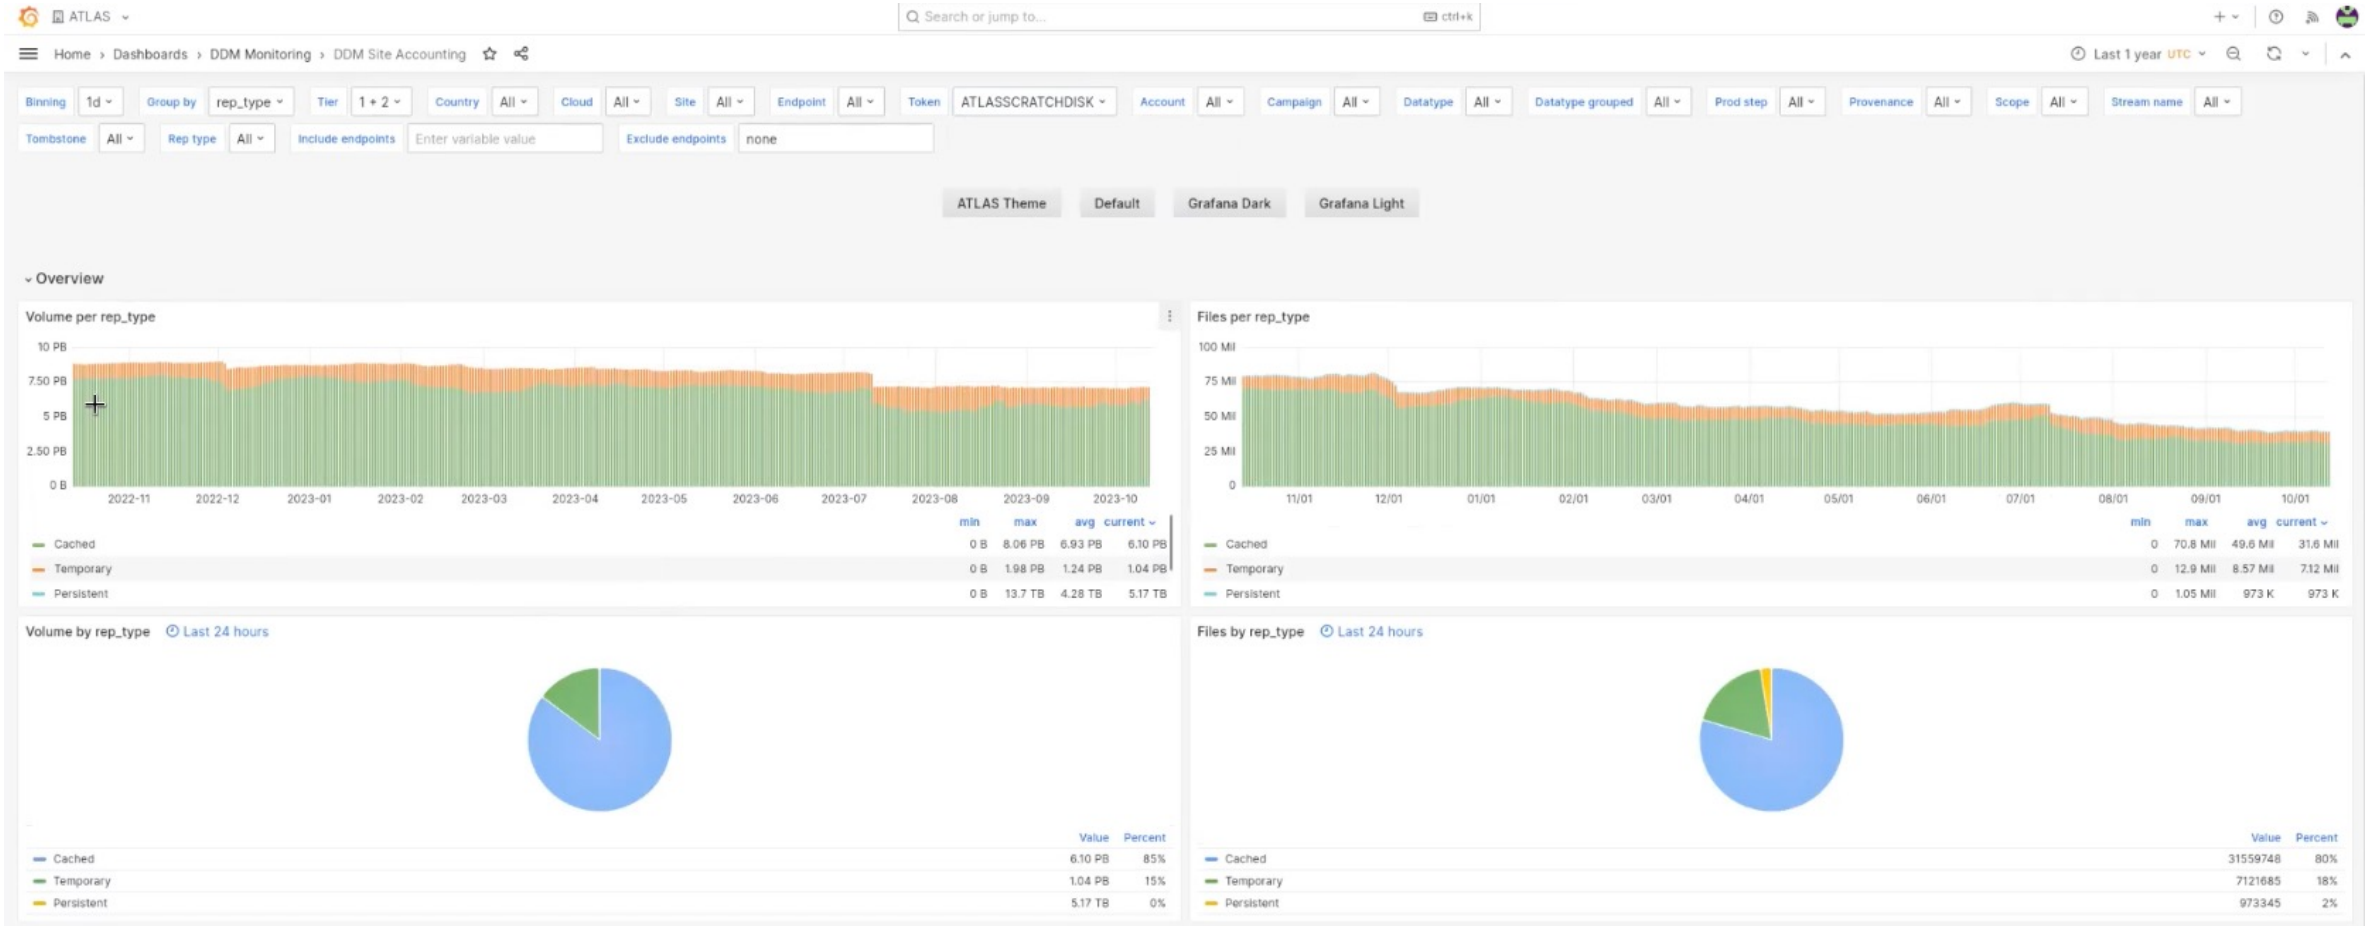 ATLAS
Search or jump to...
ctrl+k
Home › Dashboards › DDM Monitoring › DDM Site Accounting
Last 1 year UTC
Binning 1d Group by rep_type Tier 1 + 2 Country All Cloud All Site All Endpoint All Token ATLASSCRATCHDISK Account All Campaign All Datatype All Datatype grouped All Prod step All Provenance All Scope All Stream name All
Tombstone All Rep type All Include endpoints Enter variable value Exclude endpoints none
ATLAS Theme Default Grafana Dark Grafana Light
Overview
Volume per rep_type
10 PB
7.50 PB
5 PB
2.50 PB
0 B
2022-11 2022-12 2023-01 2023-02 2023-03 2023-04 2023-05 2023-06 2023-07 2023-08 2023-09 2023-10
min max avg current
Cached 0 B 8.06 PB 6.93 PB 6.10 PB
Temporary 0 B 1.98 PB 1.24 PB 1.04 PB
Persistent 0 B 13.7 TB 4.28 TB 5.17 TB
Files per rep_type
100 Mil
75 Mil
50 Mil
25 Mil
0
11/01 12/01 01/01 02/01 03/01 04/01 05/01 06/01 07/01 08/01 09/01 10/01
min max avg current
Cached 0 70.8 Mil 49.6 Mil 31.6 Mil
Temporary 0 12.9 Mil 8.57 Mil 7.12 Mil
Persistent 0 1.05 Mil 973 K 973 K
Volume by rep_type Last 24 hours
Value Percent
Cached 6.10 PB 85%
Temporary 1.04 PB 15%
Persistent 5.17 TB 0%
Files by rep_type Last 24 hours
Value Percent
Cached 31559748 80%
Temporary 7121685 18%
Persistent 973345 2%